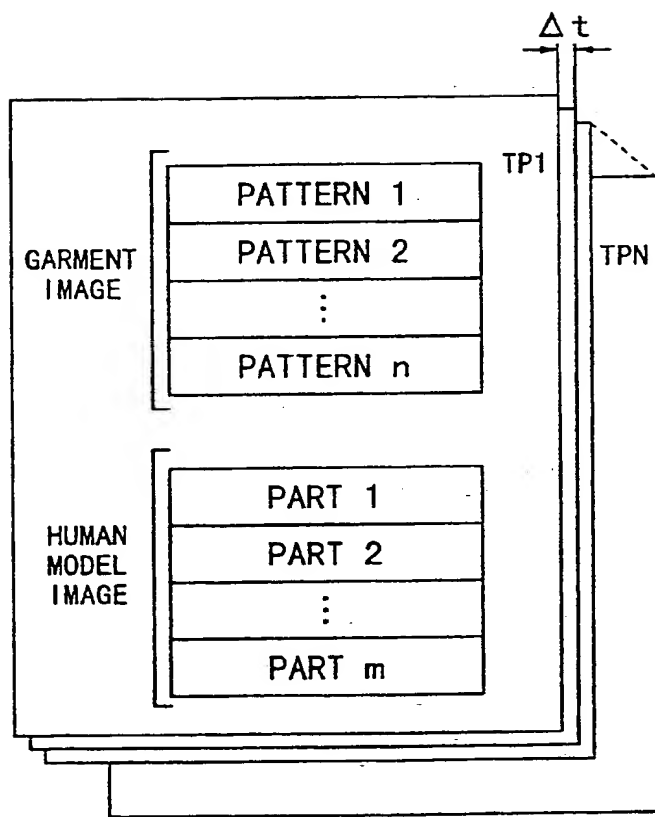 Δt
TP1
TPN
GARMENT
IMAGE
PATTERN 1
PATTERN 2
⋮
PATTERN n
HUMAN
MODEL
IMAGE
PART 1
PART 2
⋮
PART m